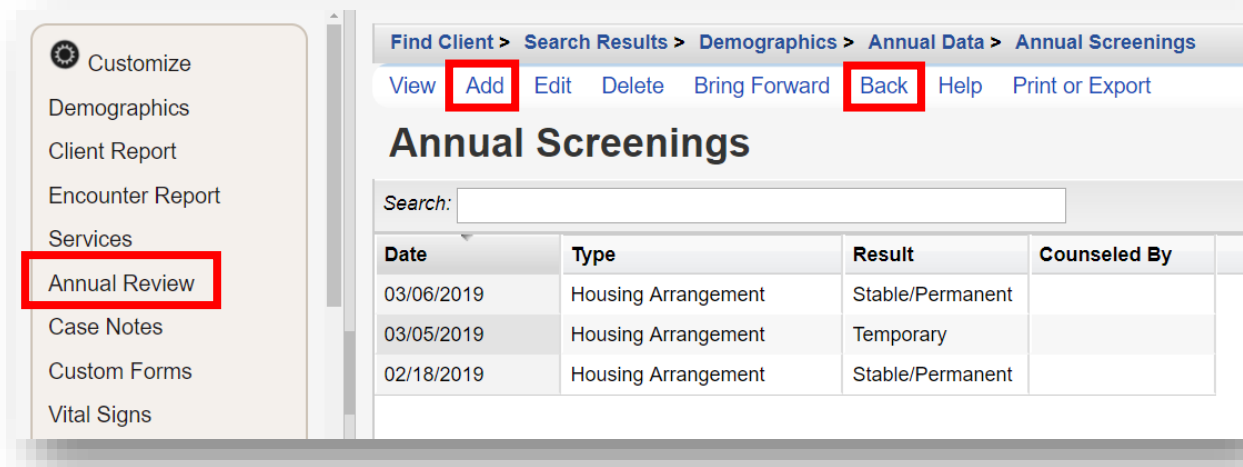 Customize
Demographics
Client Report
Encounter Report
Services
Annual Review
Case Notes
Custom Forms
Vital Signs
Find Client > Search Results > Demographics > Annual Data > Annual Screenings
View Add Edit Delete Bring Forward Back Help Print or Export
Annual Screenings
Search:
Date Type Result Counseled By
03/06/2019 Housing Arrangement Stable/Permanent
03/05/2019 Housing Arrangement Temporary
02/18/2019 Housing Arrangement Stable/Permanent